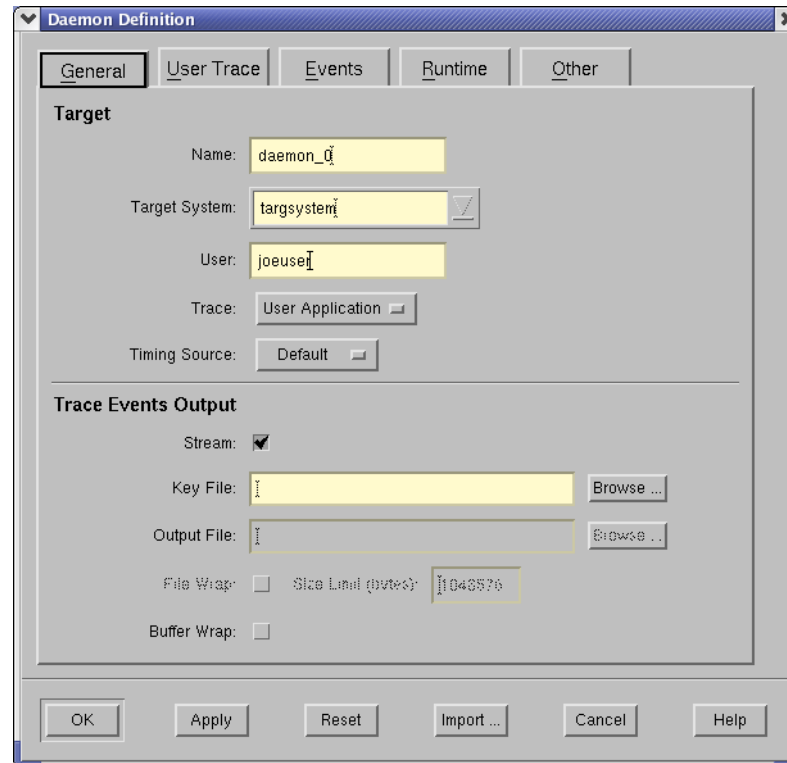 Daemon Definition
General User Trace Events Runtime Other
Target
Name: daemon_0
Target System: targsystem
User: joeuser
Trace: User Application
Timing Source: Default
Trace Events Output
Stream:
Key File: Browse ...
Output File: Browse ...
File Wrap: Size Limit (bytes): 1048576
Buffer Wrap:
OK Apply Reset Import ... Cancel Help